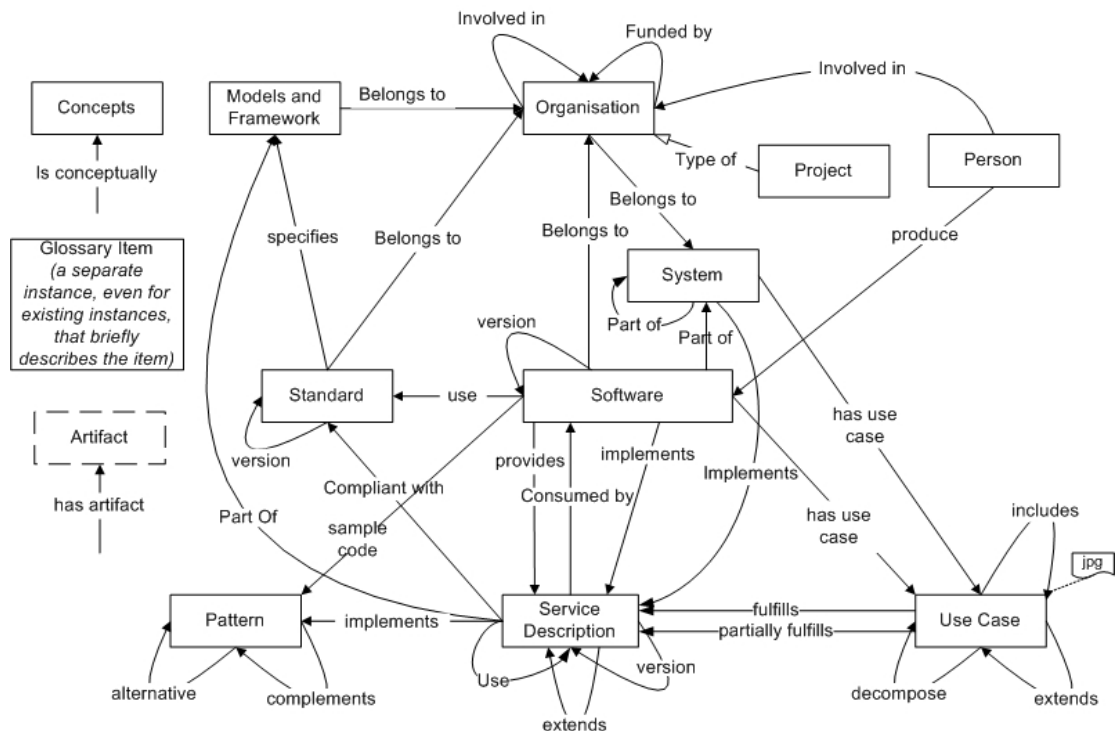 Involved in
Funded by
Involved in
Concepts
Models and
Framework
Belongs to
Organisation
Type of
Project
Person
Is conceptually
Belongs to
specifies
Belongs to
Belongs to
produce
Glossary Item
(a separate
instance, even for
existing instances,
that briefly
describes the item)
System
Part of
Part of
version
Standard
use
Software
has use
case
Artifact
version
provides
implements
Implements
Compliant with
Consumed by
has artifact
Part Of
sample
code
has use
case
includes
jpg
Pattern
implements
Service
Description
fulfills
partially fulfills
Use Case
alternative
complements
Use
version
extends
decompose
extends